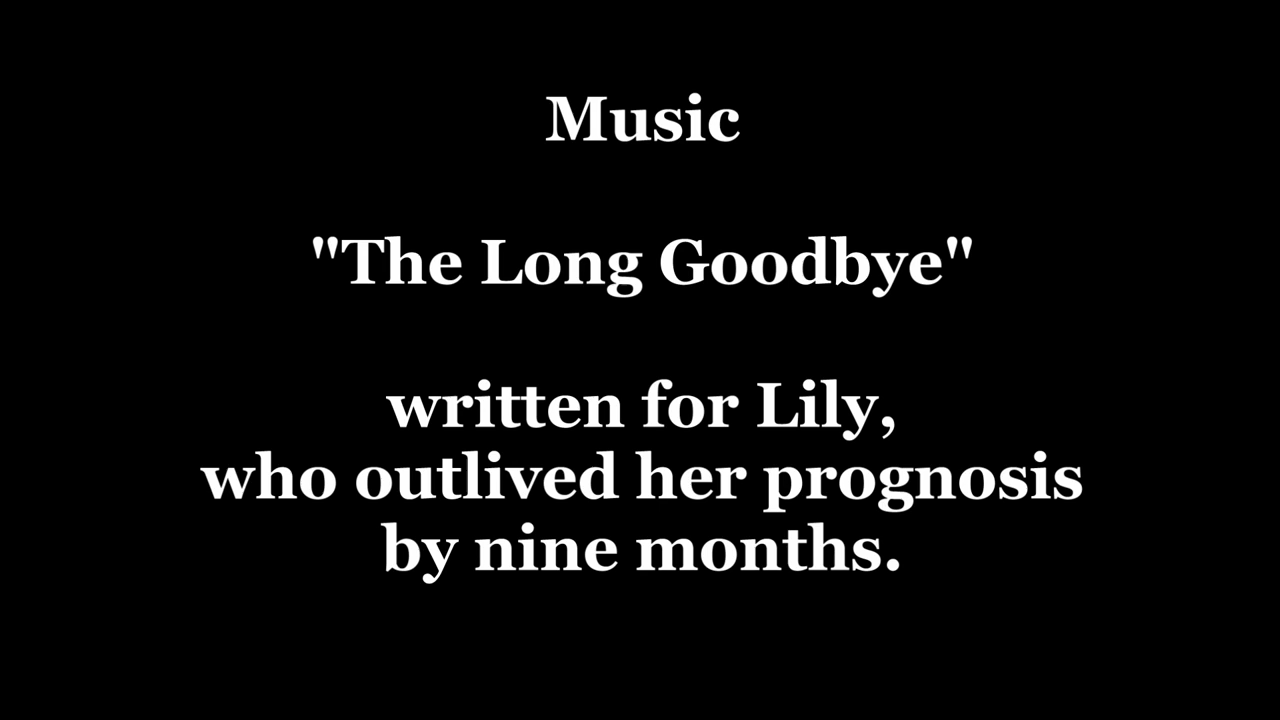 Music
"The Long Goodbye"
written for Lily,
who outlived her prognosis
by nine months.